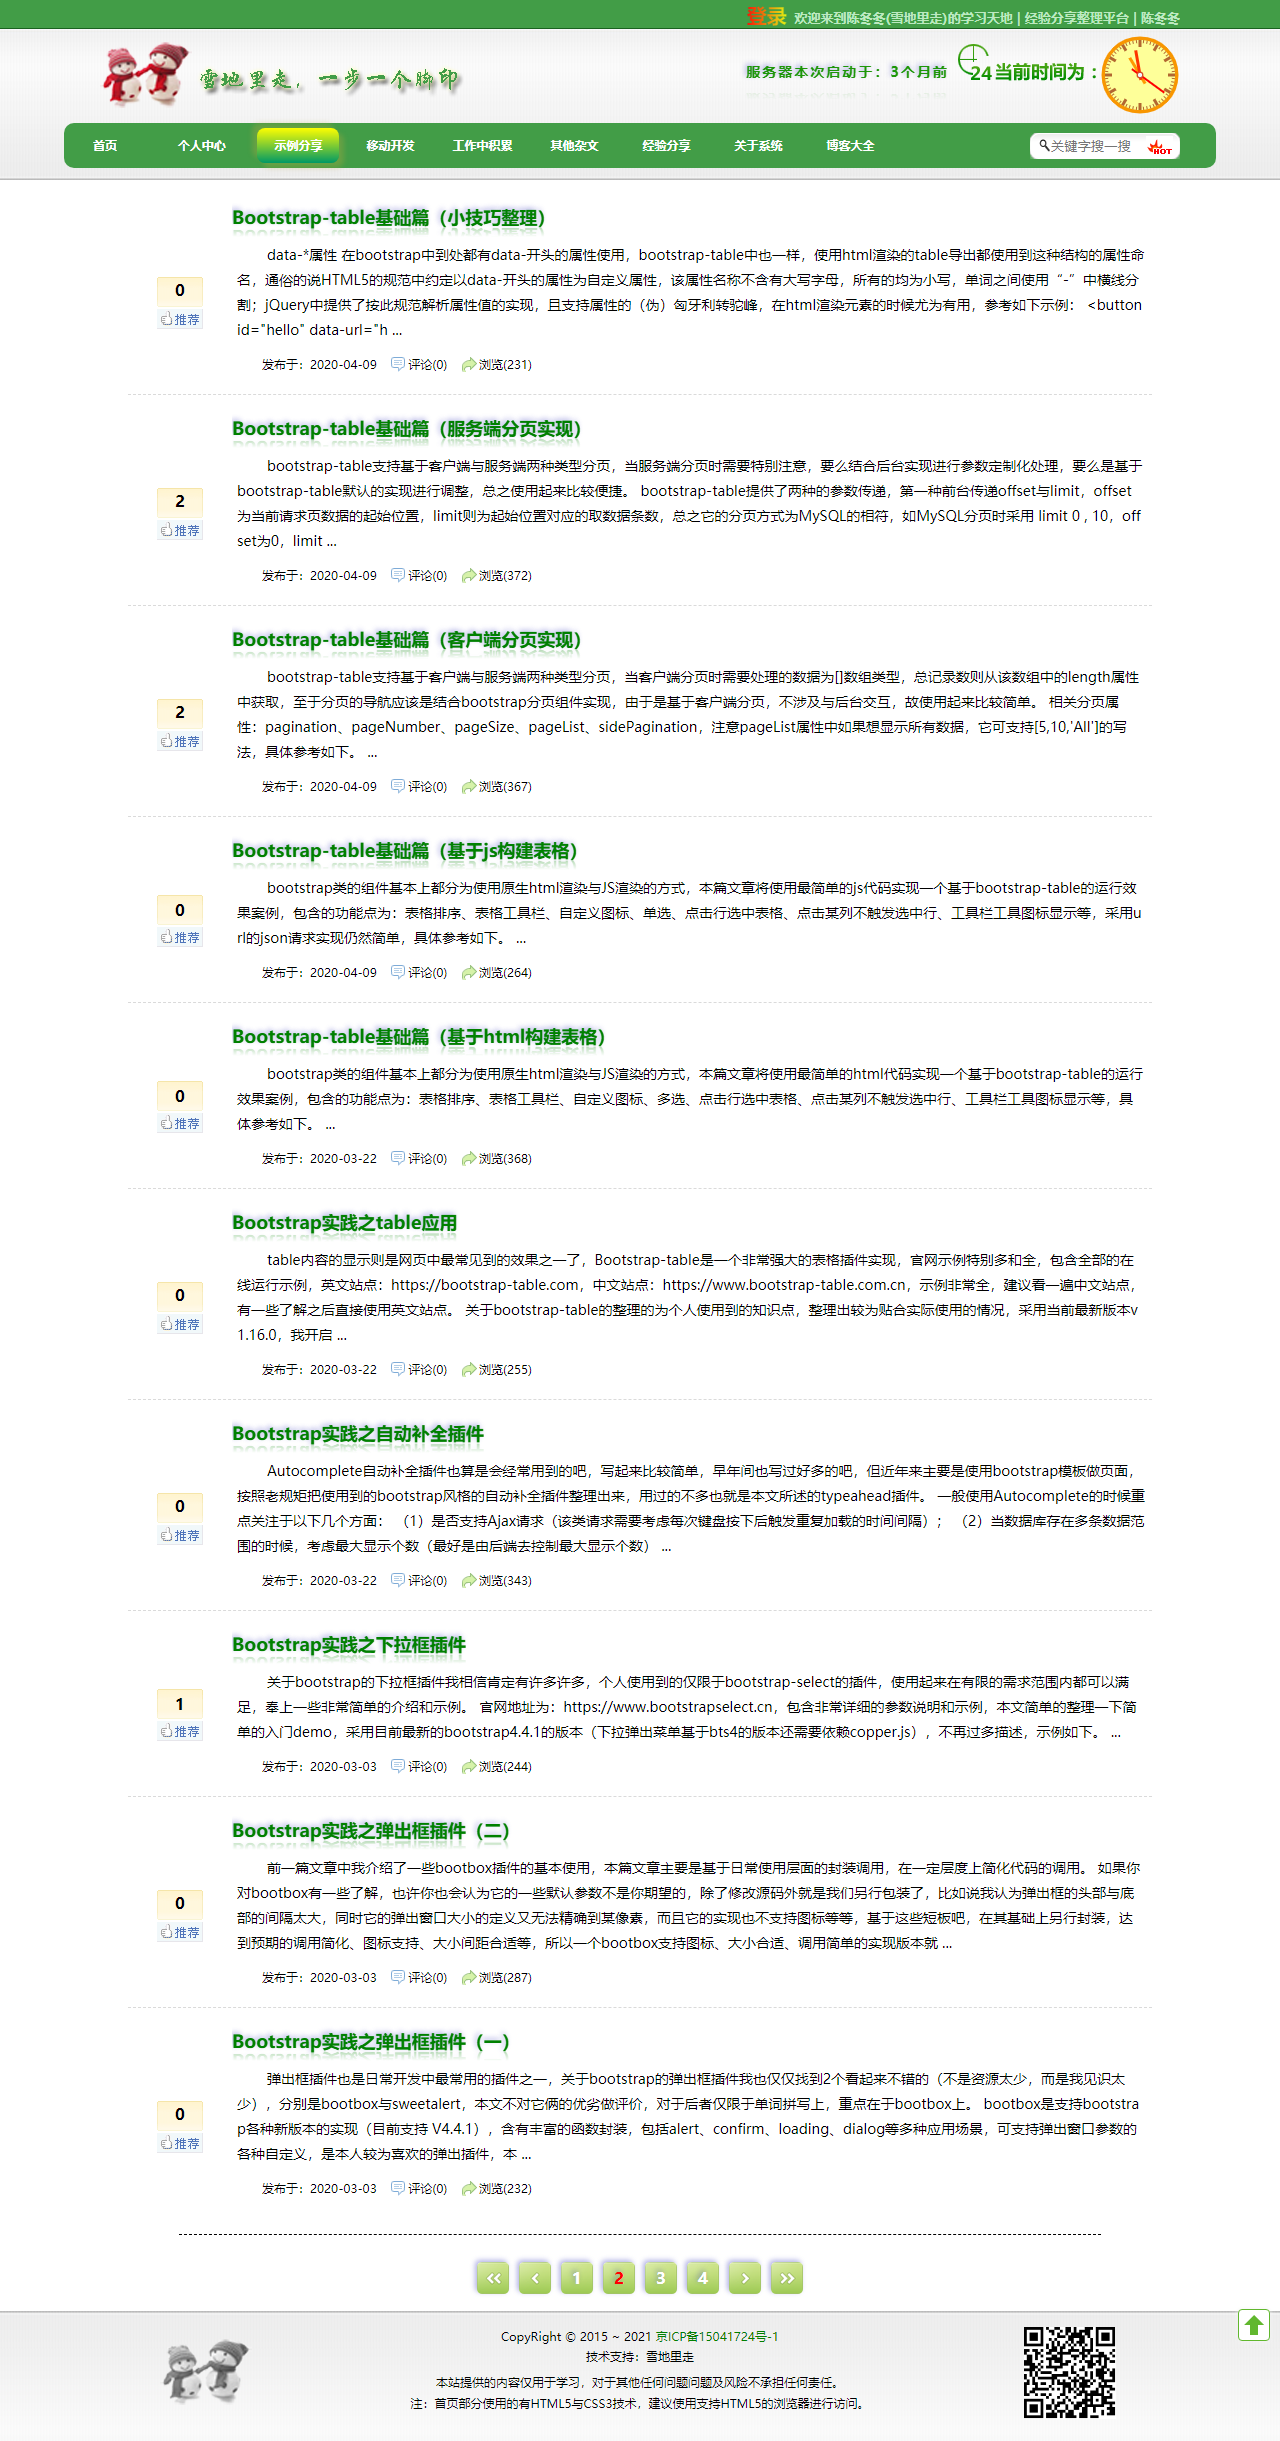 登录 欢迎来到陈冬冬(雪地里走)的学习天地 | 经验分享整理平台 | 陈冬冬
雪地里走，一步一个脚印
服务器本次启动于：3个月前
24 当前时间为：
首页 个人中心 示例分享 移动开发 工作中积累 其他杂文 经验分享 关于系统 博客大全 关键字搜一搜 HOT
Bootstrap-table基础篇（小技巧整理）
data-*属性 在bootstrap中到处都有data-开头的属性使用，bootstrap-table中也一样，使用html渲染的table导出都使用到这种结构的属性命
名，通俗的说HTML5的规范中约定以data-开头的属性为自定义属性，该属性名称不含有大写字母，所有的均为小写，单词之间使用“-”中横线分
割；jQuery中提供了按此规范解析属性值的实现，且支持属性的（伪）匈牙利转驼峰，在html渲染元素的时候尤为有用，参考如下示例： <button
id="hello" data-url="h ...
0
推荐
发布于：2020-04-09 评论(0) 浏览(231)
Bootstrap-table基础篇（服务端分页实现）
bootstrap-table支持基于客户端与服务端两种类型分页，当服务端分页时需要特别注意，要么结合后台实现进行参数定制化处理，要么是基于
bootstrap-table默认的实现进行调整，总之使用起来比较便捷。 bootstrap-table提供了两种的参数传递，第一种前台传递offset与limit，offset
为当前请求页数据的起始位置，limit则为起始位置对应的取数据条数，总之它的分页方式为MySQL的相符，如MySQL分页时采用 limit 0 , 10，off
set为0，limit ...
2
推荐
发布于：2020-04-09 评论(0) 浏览(372)
Bootstrap-table基础篇（客户端分页实现）
bootstrap-table支持基于客户端与服务端两种类型分页，当客户端分页时需要处理的数据为[]数组类型，总记录数则从该数组中的length属性
中获取，至于分页的导航应该是结合bootstrap分页组件实现，由于是基于客户端分页，不涉及与后台交互，故使用起来比较简单。 相关分页属
性：pagination、pageNumber、pageSize、pageList、sidePagination，注意pageList属性中如果想显示所有数据，它可支持[5,10,'All']的写
法，具体参考如下。 ...
2
推荐
发布于：2020-04-09 评论(0) 浏览(367)
Bootstrap-table基础篇（基于js构建表格）
bootstrap类的组件基本上都分为使用原生html渲染与JS渲染的方式，本篇文章将使用最简单的js代码实现一个基于bootstrap-table的运行效
果案例，包含的功能点为：表格排序、表格工具栏、自定义图标、单选、点击行选中表格、点击某列不触发选中行、工具栏工具图标显示等，采用u
rl的json请求实现仍然简单，具体参考如下。 ...
0
推荐
发布于：2020-04-09 评论(0) 浏览(264)
Bootstrap-table基础篇（基于html构建表格）
bootstrap类的组件基本上都分为使用原生html渲染与JS渲染的方式，本篇文章将使用最简单的html代码实现一个基于bootstrap-table的运行
效果案例，包含的功能点为：表格排序、表格工具栏、自定义图标、多选、点击行选中表格、点击某列不触发选中行、工具栏工具图标显示等，具
体参考如下。 ...
0
推荐
发布于：2020-03-22 评论(0) 浏览(368)
Bootstrap实践之table应用
table内容的显示则是网页中最常见到的效果之一了，Bootstrap-table是一个非常强大的表格插件实现，官网示例特别多和全，包含全部的在
线运行示例，英文站点：https://bootstrap-table.com，中文站点：https://www.bootstrap-table.com.cn，示例非常全，建议看一遍中文站点，
有一些了解之后直接使用英文站点。 关于bootstrap-table的整理的为个人使用到的知识点，整理出较为贴合实际使用的情况，采用当前最新版本v
1.16.0，我开启 ...
0
推荐
发布于：2020-03-22 评论(0) 浏览(255)
Bootstrap实践之自动补全插件
Autocomplete自动补全插件也算是会经常用到的吧，写起来比较简单，早年间也写过好多的吧，但近年来主要是使用bootstrap模板做页面，
按照老规矩把使用到的bootstrap风格的自动补全插件整理出来，用过的不多也就是本文所述的typeahead插件。 一般使用Autocomplete的时候重
点关注于以下几个方面： （1）是否支持Ajax请求（该类请求需要考虑每次键盘按下后触发重复加载的时间间隔）； （2）当数据库存在多条数据范
围的时候，考虑最大显示个数（最好是由后端去控制最大显示个数） ...
0
推荐
发布于：2020-03-22 评论(0) 浏览(343)
Bootstrap实践之下拉框插件
关于bootstrap的下拉框插件我相信肯定有许多许多，个人使用到的仅限于bootstrap-select的插件，使用起来在有限的需求范围内都可以满
足，奉上一些非常简单的介绍和示例。 官网地址为：https://www.bootstrapselect.cn，包含非常详细的参数说明和示例，本文简单的整理一下简
单的入门demo，采用目前最新的bootstrap4.4.1的版本（下拉弹出菜单基于bts4的版本还需要依赖copper.js），不再过多描述，示例如下。 ...
1
推荐
发布于：2020-03-03 评论(0) 浏览(244)
Bootstrap实践之弹出框插件（二）
前一篇文章中我介绍了一些bootbox插件的基本使用，本篇文章主要是基于日常使用层面的封装调用，在一定层度上简化代码的调用。 如果你
对bootbox有一些了解，也许你也会认为它的一些默认参数不是你期望的，除了修改源码外就是我们另行包装了，比如说我认为弹出框的头部与底
部的间隔太大，同时它的弹出窗口大小的定义又无法精确到某像素，而且它的实现也不支持图标等等，基于这些短板吧，在其基础上另行封装，达
到预期的调用简化、图标支持、大小间距合适等，所以一个bootbox支持图标、大小合适、调用简单的实现版本就 ...
0
推荐
发布于：2020-03-03 评论(0) 浏览(287)
Bootstrap实践之弹出框插件（一）
弹出框插件也是日常开发中最常用的插件之一，关于bootstrap的弹出框插件我也仅仅找到2个看起来不错的（不是资源太少，而是我见识太
少），分别是bootbox与sweetalert，本文不对它俩的优劣做评价，对于后者仅限于单词拼写上，重点在于bootbox上。 bootbox是支持bootstra
p各种新版本的实现（目前支持 V4.4.1），含有丰富的函数封装，包括alert、confirm、loading、dialog等多种应用场景，可支持弹出窗口参数的
各种自定义，是本人较为喜欢的弹出插件，本 ...
0
推荐
发布于：2020-03-03 评论(0) 浏览(232)
<< < 1 2 3 4 > >>
CopyRight © 2015 ~ 2021 京ICP备15041724号-1
技术支持：雪地里走
本站提供的内容仅用于学习，对于其他任何问题问题及风险不承担任何责任。
注：首页部分使用的有HTML5与CSS3技术，建议使用支持HTML5的浏览器进行访问。